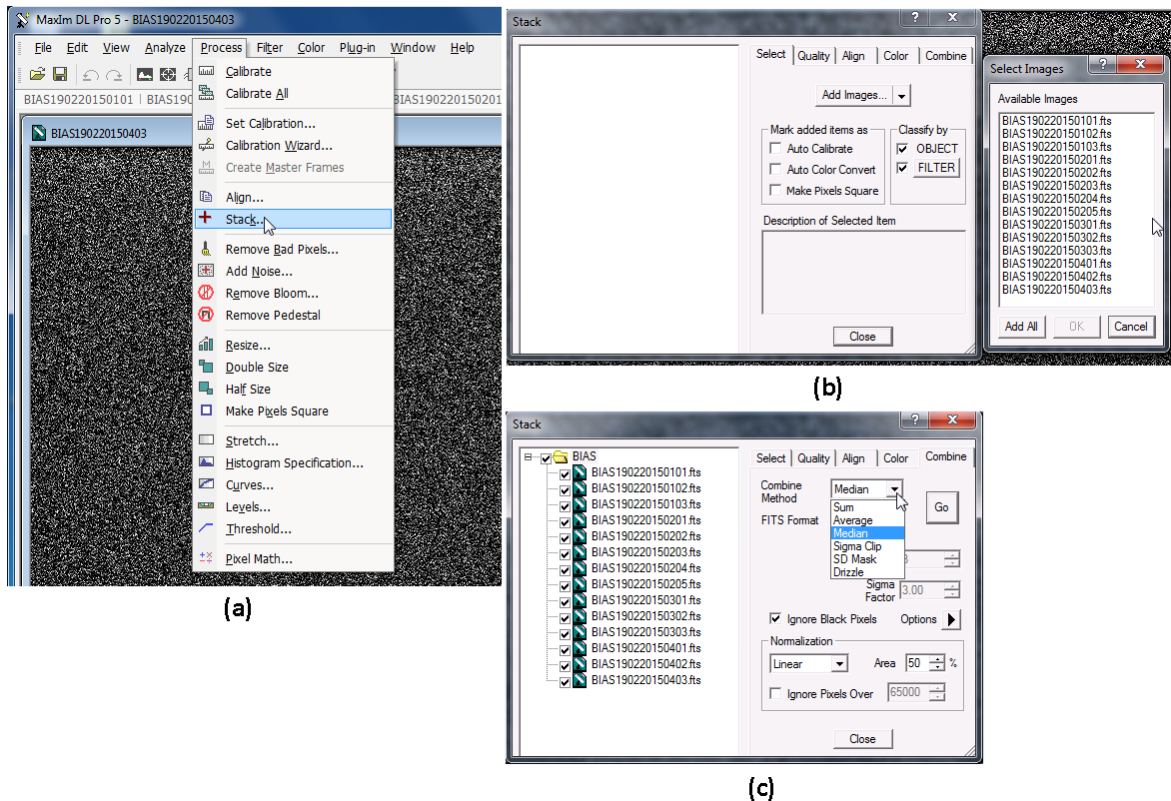 MaxIm DL Pro 5 - BIAS190220150403
File Edit View Analyze Process Filter Color Plug-in Window Help
BIAS190220150101 BIAS190 BIAS190220150201
BIAS190220150403
Calibrate
Calibrate All
Set Calibration...
Calibration Wizard...
Create Master Frames
Align...
Stack...
Remove Bad Pixels...
Add Noise...
Remove Bloom...
Remove Pedestal
Resize...
Double Size
Half Size
Make Pixels Square
Stretch...
Histogram Specification...
Curves...
Levels...
Threshold...
Pixel Math...
(a)
Stack
Select Quality Align Color Combine
Add Images...
Mark added items as
Auto Calibrate
Auto Color Convert
Make Pixels Square
Classify by
OBJECT
FILTER
Description of Selected Item
Close
Select Images
Available Images
BIAS190220150101.fts
BIAS190220150102.fts
BIAS190220150103.fts
BIAS190220150201.fts
BIAS190220150202.fts
BIAS190220150203.fts
BIAS190220150204.fts
BIAS190220150205.fts
BIAS190220150301.fts
BIAS190220150302.fts
BIAS190220150303.fts
BIAS190220150401.fts
BIAS190220150402.fts
BIAS190220150403.fts
Add All OK Cancel
(b)
Stack
BIAS
BIAS190220150101.fts
BIAS190220150102.fts
BIAS190220150103.fts
BIAS190220150201.fts
BIAS190220150202.fts
BIAS190220150203.fts
BIAS190220150204.fts
BIAS190220150205.fts
BIAS190220150301.fts
BIAS190220150302.fts
BIAS190220150303.fts
BIAS190220150401.fts
BIAS190220150402.fts
BIAS190220150403.fts
Select Quality Align Color Combine
Combine Method
Median
Go
FITS Format
Sum
Average
Median
Sigma Clip
SD Mask
Drizzle
Sigma Factor 3.00
Ignore Black Pixels Options
Normalization
Linear Area 50 %
Ignore Pixels Over 65000
Close
(c)